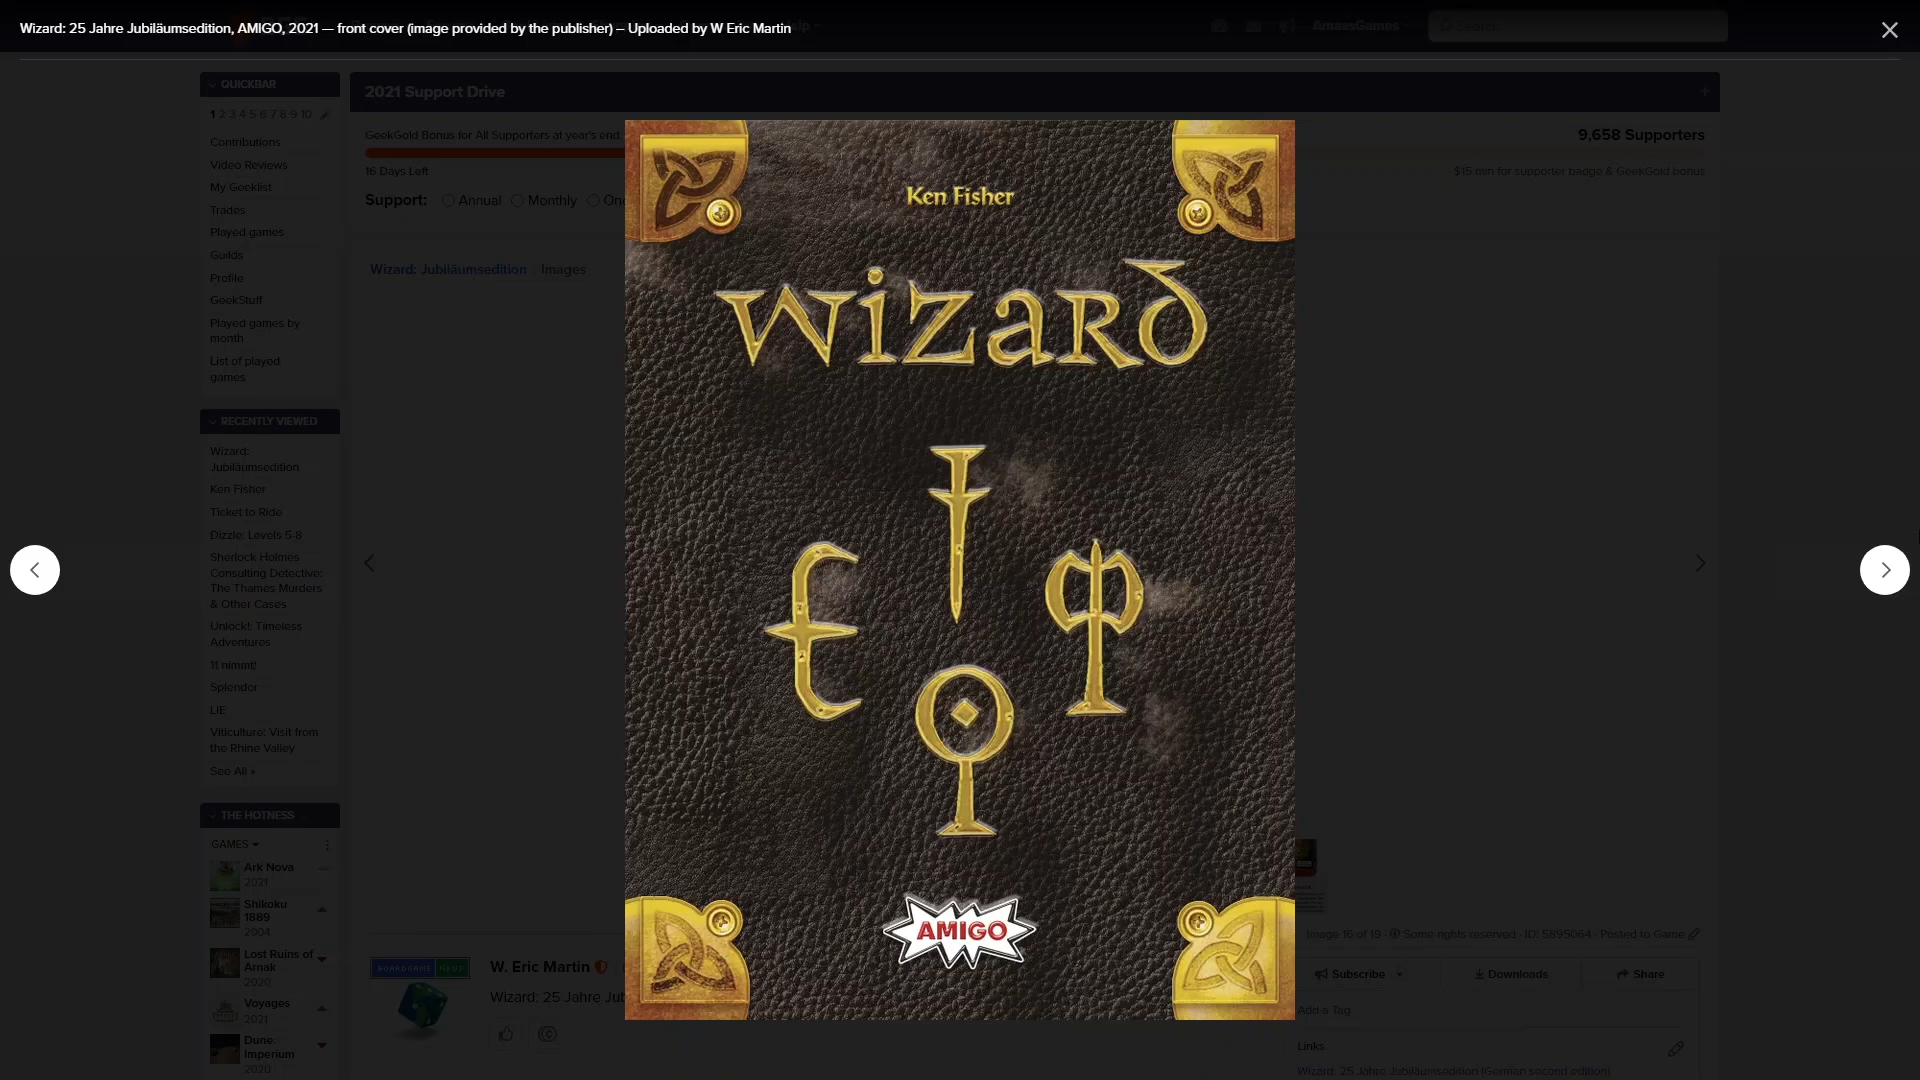 Wizard: 25 Jahre Jubiläumsedition, AMIGO, 2021 — front cover (image provided by the publisher) – Uploaded by W Eric Martin
AmassGames
QUICKBAR
1 2 3 4 5 6 7 8 9 10
Contributions
Video Reviews
My Geeklist
Trades
Played games
Guilds
Profile
GeekStuff
Played games by
month
List of played
games
RECENTLY VIEWED
Wizard:
Jubiläumsedition
Ken Fisher
Ticket to Ride
Dizzle: Levels 5-8
Sherlock Holmes
Consulting Detective:
The Thames Murders
& Other Cases
Unlock!: Timeless
Adventures
11 nimmt!
Splendor
LIE
Viticulture: Visit from
the Rhine Valley
See All »
THE HOTNESS
GAMES
Ark Nova
2021
Shikoku
1889
2004
Lost Ruins of
Arnak
2020
Voyages
2021
Dune:
Imperium
2020
2021 Support Drive
GeekGold Bonus for All Supporters at year's end
9,658 Supporters
16 Days Left
$15 min for supporter badge & GeekGold bonus
Support: Annual Monthly
Wizard: Jubiläumsedition Images
Ken Fisher
Wizard
AMIGO
Image 16 of 19 · Some rights reserved · ID: 5895064 · Posted to Game
BOARDGAME NEWS
W. Eric Martin
Wizard: 25 Jahre Jub
Subscribe
Downloads
Share
Add a Tag
Links
Wizard: 25 Jahre Jubiläumsedition (German second edition)